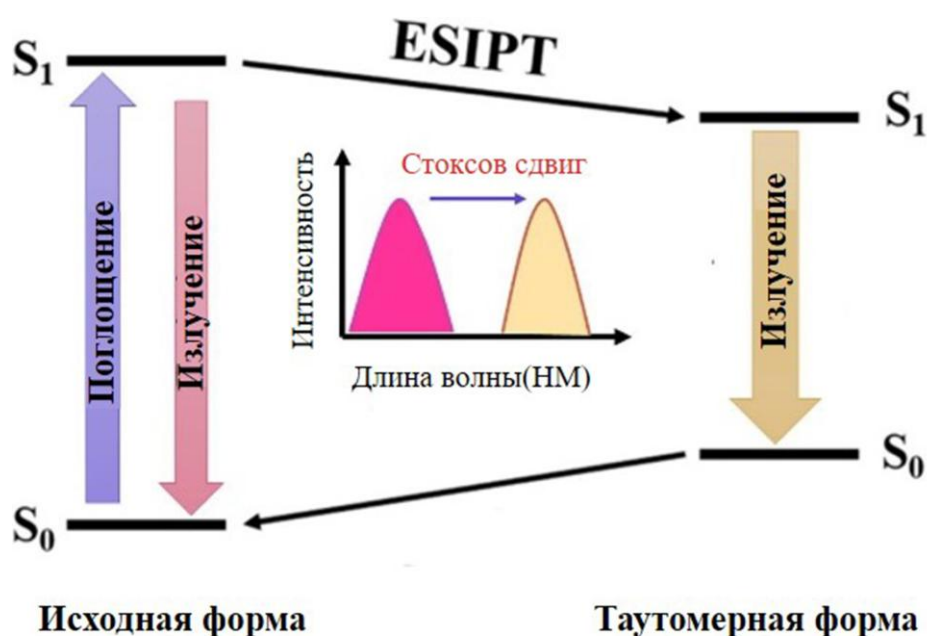 ESIPT
S₁
S₁
Стоксов сдвиг
Поглощение
Излучение
Интенсивность
Излучение
Длина волны(НМ)
S₀
S₀
Исходная форма
Таутомерная форма